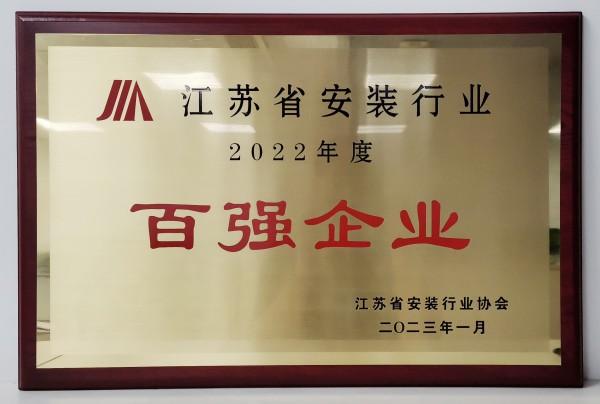 江苏省安装行业
2022年度
百强企业
江苏省安装行业协会
二〇二三年一月